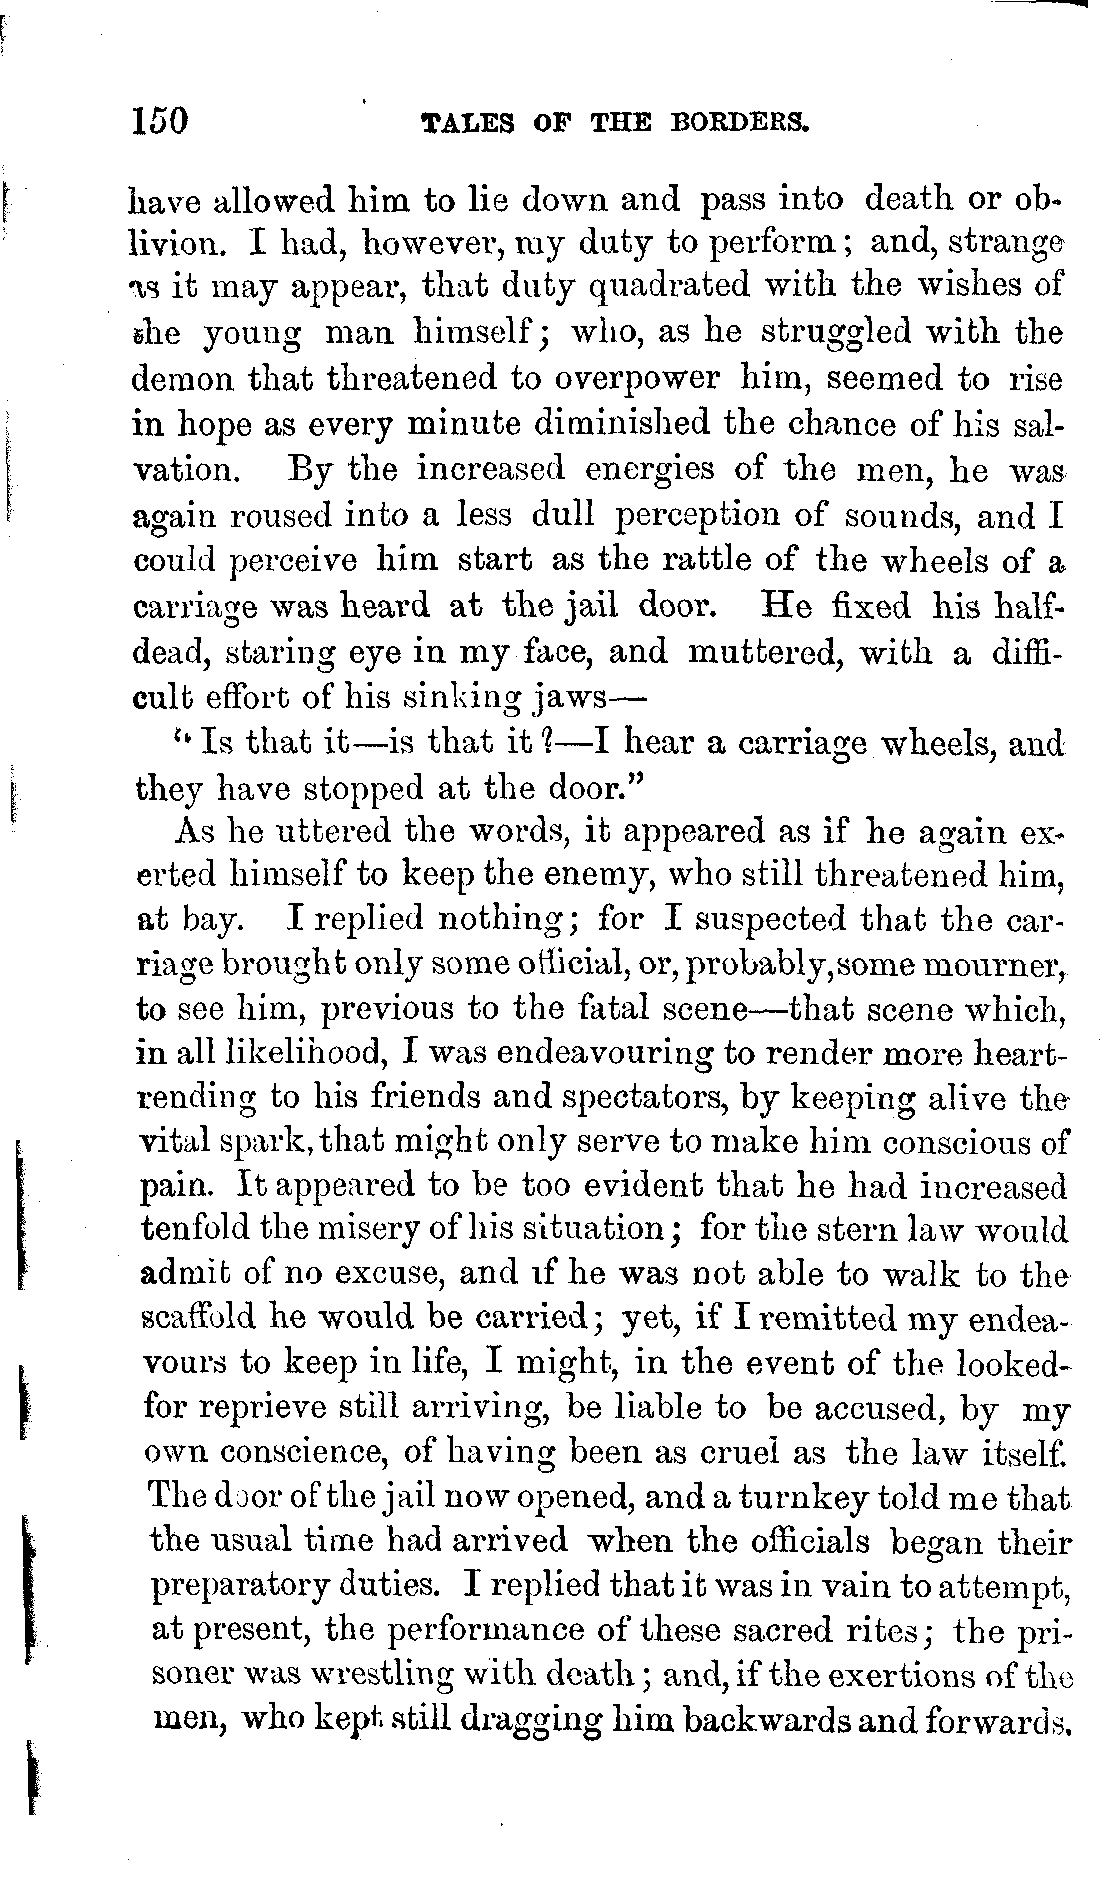 150 TALES OF THE BORDERS.
have allowed him to lie down and pass into death or ob-
livion. I had, however, my duty to perform; and, strange
as it may appear, that duty quadrated with the wishes of
the young man himself; who, as he struggled with the
demon that threatened to overpower him, seemed to rise
in hope as every minute diminished the chance of his sal-
vation. By the increased energies of the men, he was
again roused into a less dull perception of sounds, and I
could perceive him start as the rattle of the wheels of a
carriage was heard at the jail door. He fixed his half-
dead, staring eye in my face, and muttered, with a diffi-
cult effort of his sinking jaws—
"Is that it—is that it?—I hear a carriage wheels, and
they have stopped at the door."
As he uttered the words, it appeared as if he again ex-
erted himself to keep the enemy, who still threatened him,
at bay. I replied nothing; for I suspected that the car-
riage brought only some official, or, probably, some mourner,
to see him, previous to the fatal scene—that scene which,
in all likelihood, I was endeavouring to render more heart-
rending to his friends and spectators, by keeping alive the
vital spark, that might only serve to make him conscious of
pain. It appeared to be too evident that he had increased
tenfold the misery of his situation; for the stern law would
admit of no excuse, and if he was not able to walk to the
scaffold he would be carried; yet, if I remitted my endea-
vours to keep in life, I might, in the event of the looked-
for reprieve still arriving, be liable to be accused, by my
own conscience, of having been as cruel as the law itself.
The door of the jail now opened, and a turnkey told me that
the usual time had arrived when the officials began their
preparatory duties. I replied that it was in vain to attempt,
at present, the performance of these sacred rites; the pri-
soner was wrestling with death; and, if the exertions of the
men, who kept still dragging him backwards and forwards.